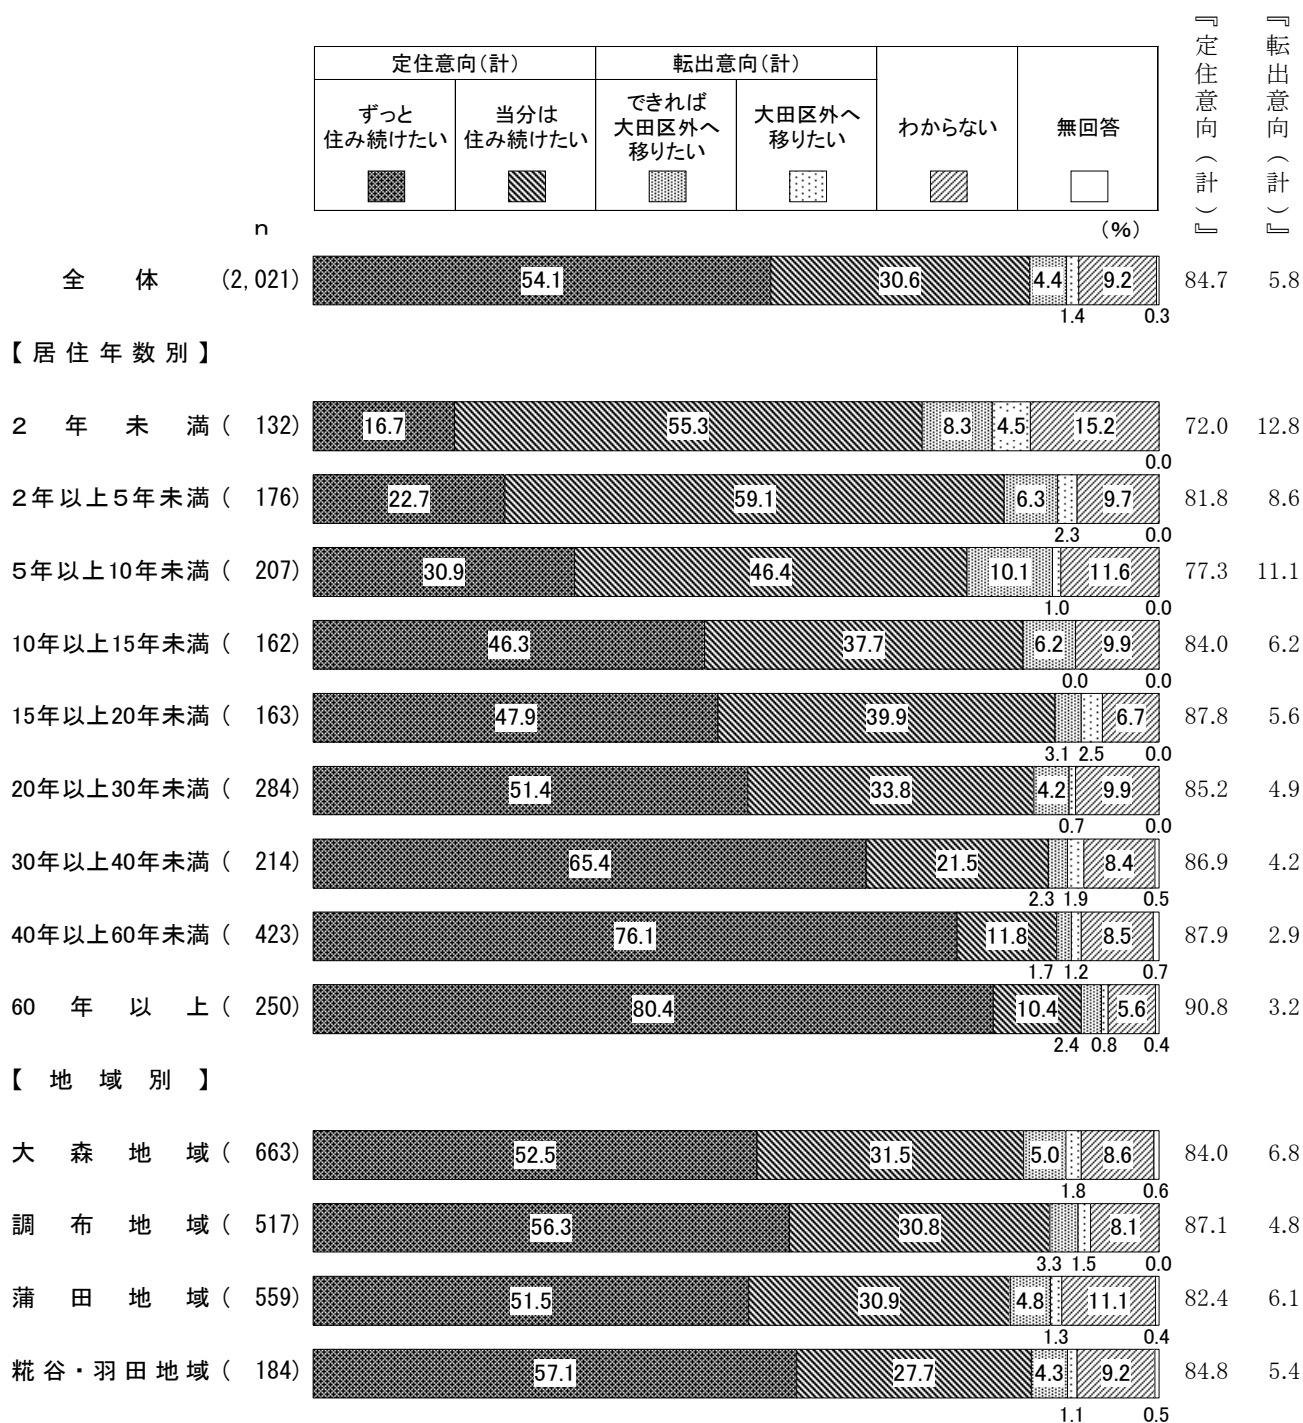 『定住意向（計）』
『転出意向（計）』
定住意向（計） 転出意向（計）
ずっと
住み続けたい
当分は
住み続けたい
できれば
大田区外へ
移りたい
大田区外へ
移りたい
わからない
無回答
n （％）
全体 (2,021) 54.1 30.6 4.4 9.2 84.7 5.8
1.4 0.3
【居住年数別】
２年未満 ( 132) 16.7 55.3 8.3 4.5 15.2 72.0 12.8
0.0
２年以上５年未満 ( 176) 22.7 59.1 6.3 9.7 81.8 8.6
2.3 0.0
５年以上10年未満 ( 207) 30.9 46.4 10.1 11.6 77.3 11.1
1.0 0.0
10年以上15年未満 ( 162) 46.3 37.7 6.2 9.9 84.0 6.2
0.0 0.0
15年以上20年未満 ( 163) 47.9 39.9 6.7 87.8 5.6
3.1 2.5 0.0
20年以上30年未満 ( 284) 51.4 33.8 4.2 9.9 85.2 4.9
0.7 0.0
30年以上40年未満 ( 214) 65.4 21.5 8.4 86.9 4.2
2.3 1.9 0.5
40年以上60年未満 ( 423) 76.1 11.8 8.5 87.9 2.9
1.7 1.2 0.7
60年以上 ( 250) 80.4 10.4 5.6 90.8 3.2
2.4 0.8 0.4
【地域別】
大森地域 ( 663) 52.5 31.5 5.0 8.6 84.0 6.8
1.8 0.6
調布地域 ( 517) 56.3 30.8 8.1 87.1 4.8
3.3 1.5 0.0
蒲田地域 ( 559) 51.5 30.9 4.8 11.1 82.4 6.1
1.3 0.4
糀谷・羽田地域 ( 184) 57.1 27.7 4.3 9.2 84.8 5.4
1.1 0.5